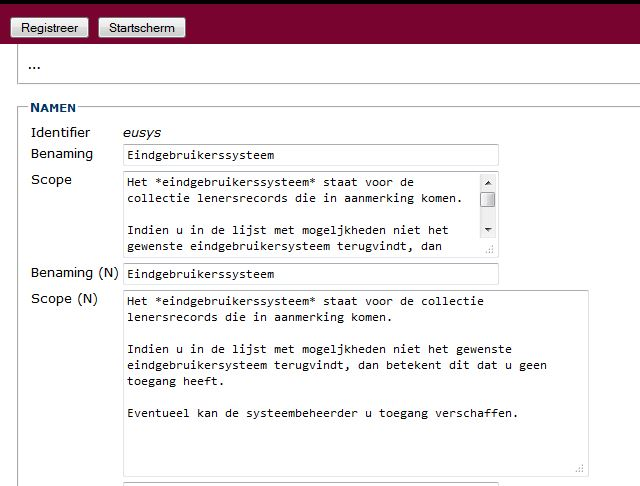 Registreer Startscherm
...
NAMEN
Identifier eusys
Benaming Eindgebruikerssysteem
Scope Het *eindgebruikerssysteem* staat voor de
collectie lenersrecords die in aanmerking komen.
Indien u in de lijst met mogeljkheden niet het
gewenste eindgebruikersysteem terugvindt, dan
Benaming (N) Eindgebruikerssysteem
Scope (N) Het *eindgebruikerssysteem* staat voor de collectie
lenersrecords die in aanmerking komen.
Indien u in de lijst met mogeljkheden niet het gewenste
eindgebruikersysteem terugvindt, dan betekent dit dat u geen
toegang heeft.
Eventueel kan de systeembeheerder u toegang verschaffen.